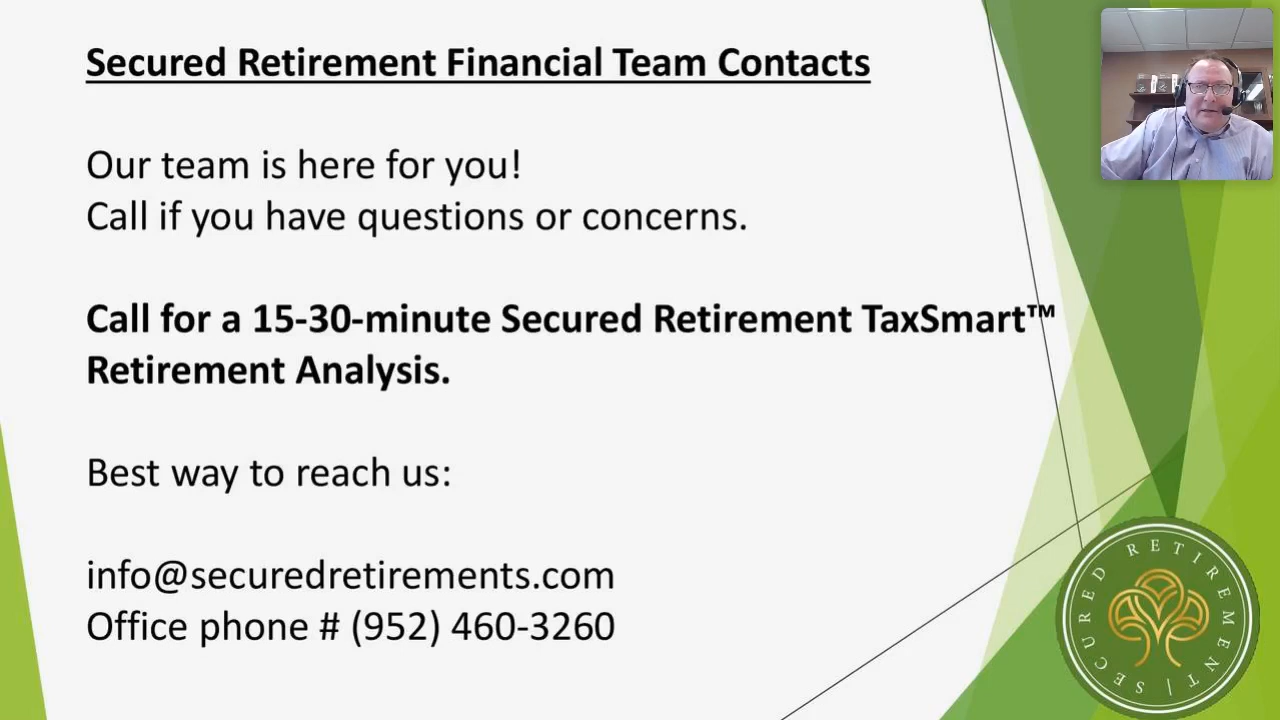 Secured Retirement Financial Team Contacts
Our team is here for you!
Call if you have questions or concerns.
Call for a 15-30-minute Secured Retirement TaxSmart™
Retirement Analysis.
Best way to reach us:
info@securedretirements.com
Office phone # (952) 460-3260
SECURED RETIREMENT |